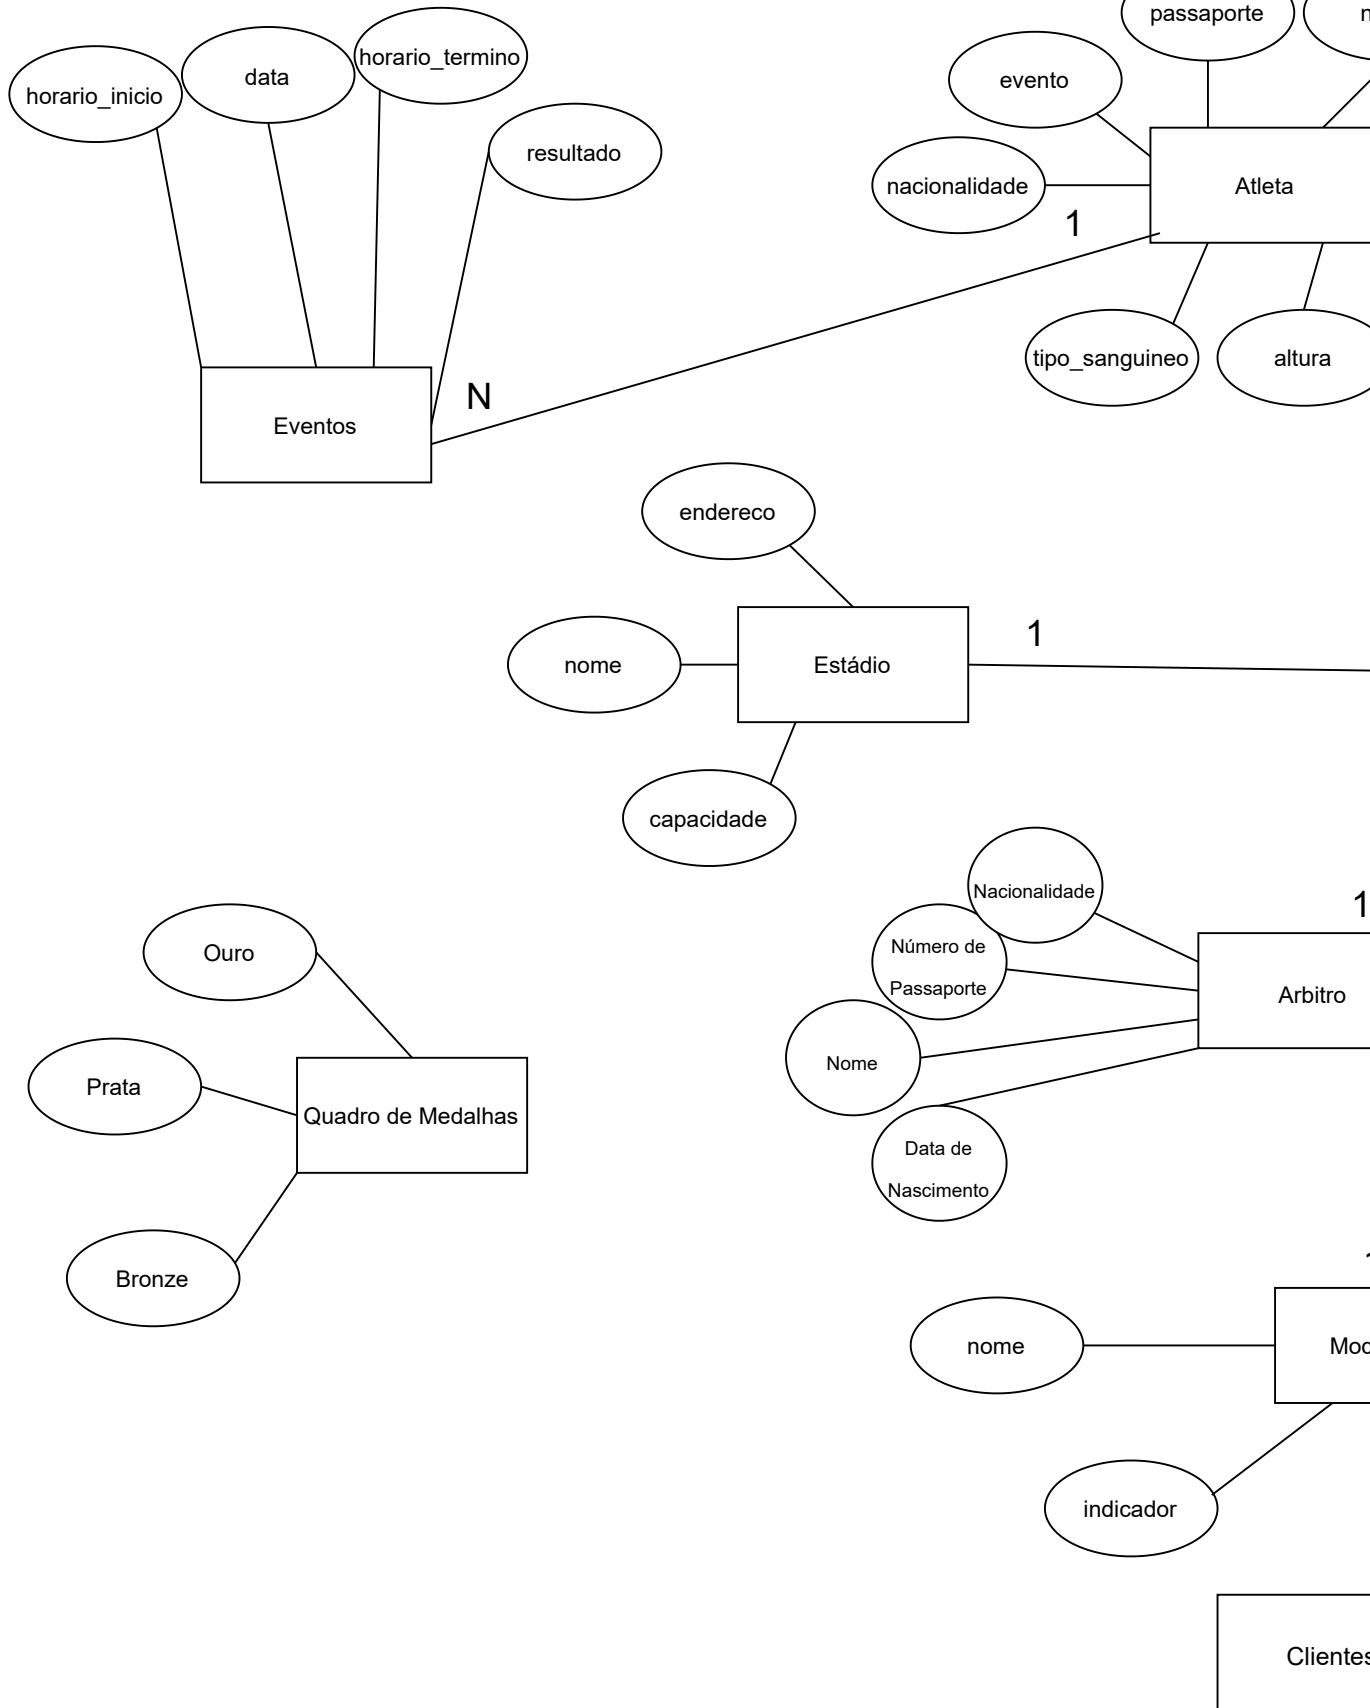 passaporte
horario_termino
data
evento
horario_inicio
resultado
nacionalidade
Atleta
1
tipo_sanguineo
altura
N
Eventos
endereco
1
nome
Estádio
capacidade
Nacionalidade
1
Número de
Passaporte
Ouro
Arbitro
Nome
Prata
Quadro de Medalhas
Data de
Nascimento
Bronze
nome
indicador
Clientes